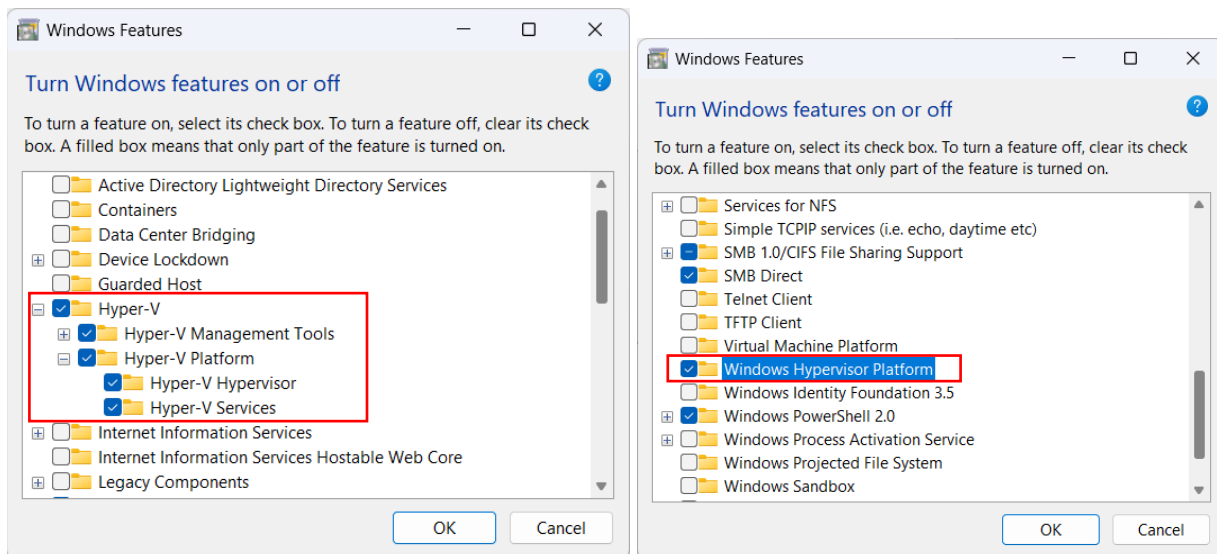 Windows Features
Turn Windows features on or off
To turn a feature on, select its check box. To turn a feature off, clear its check
box. A filled box means that only part of the feature is turned on.
Active Directory Lightweight Directory Services
Containers
Data Center Bridging
Device Lockdown
Guarded Host
Hyper-V
Hyper-V Management Tools
Hyper-V Platform
Hyper-V Hypervisor
Hyper-V Services
Internet Information Services
Internet Information Services Hostable Web Core
Legacy Components
OK
Cancel
Windows Features
Turn Windows features on or off
To turn a feature on, select its check box. To turn a feature off, clear its check
box. A filled box means that only part of the feature is turned on.
Services for NFS
Simple TCPIP services (i.e. echo, daytime etc)
SMB 1.0/CIFS File Sharing Support
SMB Direct
Telnet Client
TFTP Client
Virtual Machine Platform
Windows Hypervisor Platform
Windows Identity Foundation 3.5
Windows PowerShell 2.0
Windows Process Activation Service
Windows Projected File System
Windows Sandbox
OK
Cancel